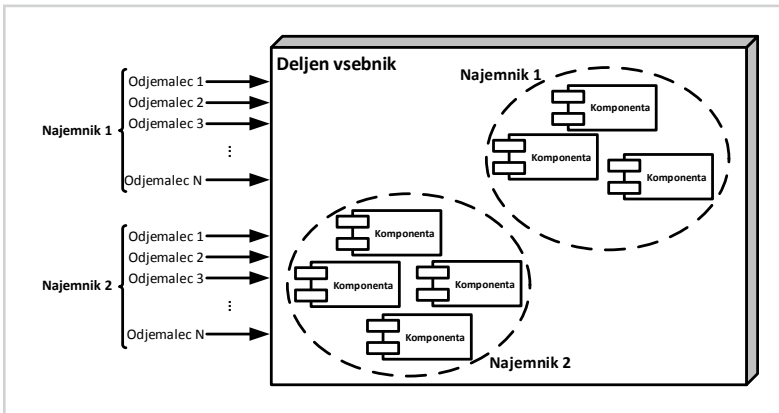 Deljen vsebnik
Najemnik 1
Odjemalec 1
Odjemalec 2
Odjemalec 3
...
Odjemalec N
Najemnik 1
Komponenta
Komponenta
Komponenta
Najemnik 2
Odjemalec 1
Odjemalec 2
Odjemalec 3
...
Odjemalec N
Komponenta
Komponenta
Komponenta
Komponenta
Najemnik 2